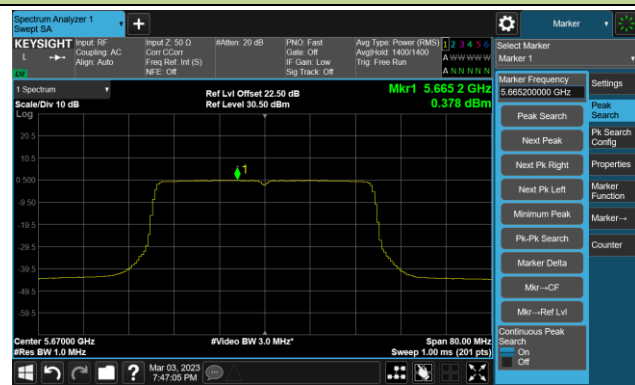 Spectrum Analyzer 1
Swept SA
+
Marker
KEYSIGHT
L
LXI
Input: RF
Coupling: AC
Align: Auto
Input Z: 50 Ω
Corr CCorr
Freq Ref: Int (S)
NFE: Off
#Atten: 20 dB
PNO: Fast
Gate: Off
IF Gain: Low
Sig Track: Off
Avg Type: Power (RMS)
Avg|Hold: 1400/1400
Trig: Free Run
1 2 3 4 5 6
A W W W W W
A N N N N N
Select Marker
Marker 1
1 Spectrum
Scale/Div 10 dB
Log
Ref Lvl Offset 22.50 dB
Ref Level 30.50 dBm
Mkr1 5.665 2 GHz
0.378 dBm
20.5
10.5
0.500
-9.50
-19.5
-29.5
-39.5
-49.5
-59.5
1
Center 5.67000 GHz
#Res BW 1.0 MHz
#Video BW 3.0 MHz*
Span 80.00 MHz
Sweep 1.00 ms (201 pts)
Marker Frequency
5.665200000 GHz
Peak Search
Next Peak
Next Pk Right
Next Pk Left
Minimum Peak
Pk-Pk Search
Marker Delta
Mkr→CF
Mkr→Ref Lvl
Continuous Peak
Search
On
Off
Settings
Peak
Search
Pk Search
Config
Properties
Marker
Function
Marker→
Counter
?
Mar 03, 2023
7:47:05 PM